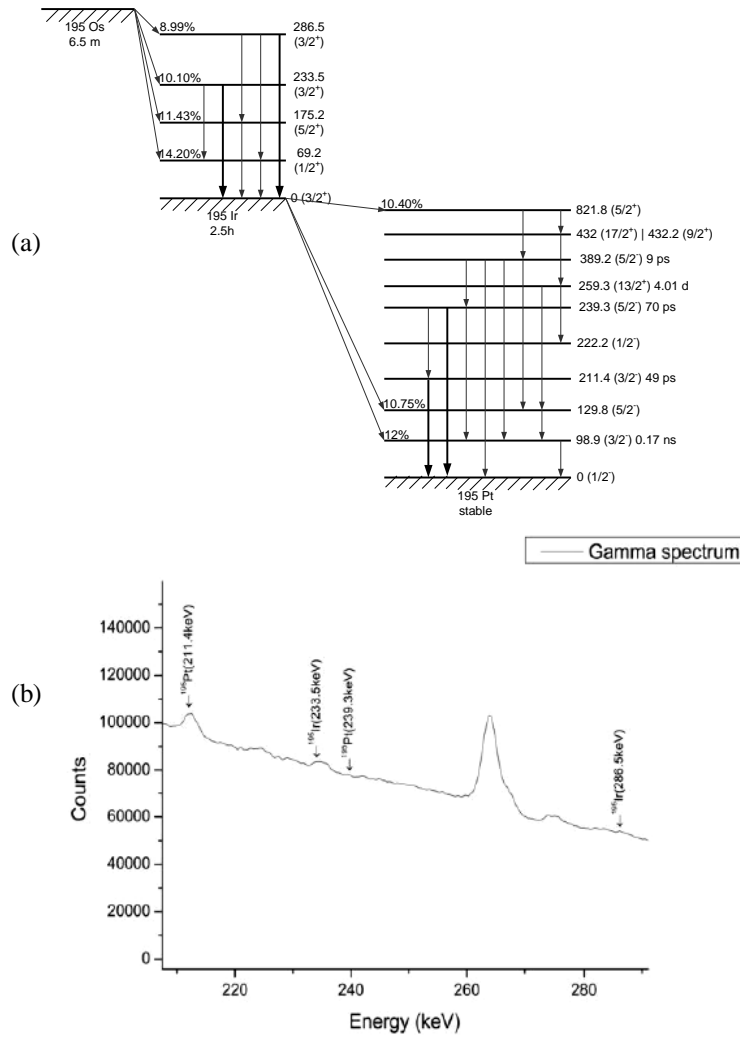 195 Os
6.5 m
8.99%
286.5
(3/2+)
10.10%
233.5
(3/2+)
11.43%
175.2
(5/2+)
14.20%
69.2
(1/2+)
0 (3/2+)
195 Ir
2.5h
(a)
10.40%
821.8 (5/2+)
432 (17/2+) | 432.2 (9/2+)
389.2 (5/2-) 9 ps
259.3 (13/2+) 4.01 d
239.3 (5/2-) 70 ps
222.2 (1/2-)
211.4 (3/2-) 49 ps
10.75%
129.8 (5/2-)
12%
98.9 (3/2-) 0.17 ns
0 (1/2-)
195 Pt
stable
Gamma spectrum
(b)
195Pt(211.4keV)
195Ir(233.5keV)
195Pt(239.3keV)
195Ir(286.5keV)
140000
120000
100000
80000
60000
40000
20000
0
Counts
220
240
260
280
Energy (keV)